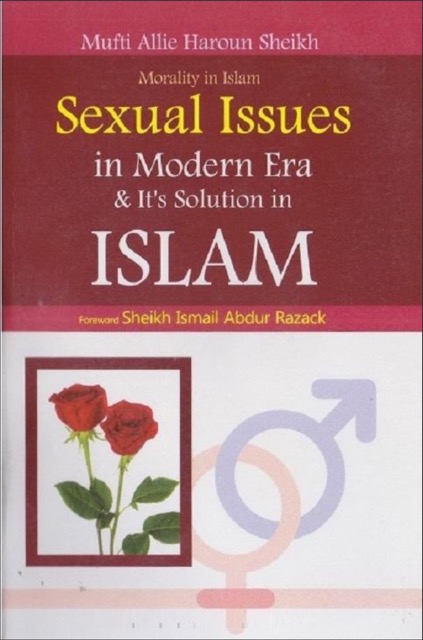 Mufti Allie Haroun Sheikh
Morality in Islam
Sexual Issues
in Modern Era
& It's Solution in
ISLAM
Foreward Sheikh Ismail Abdur Razack